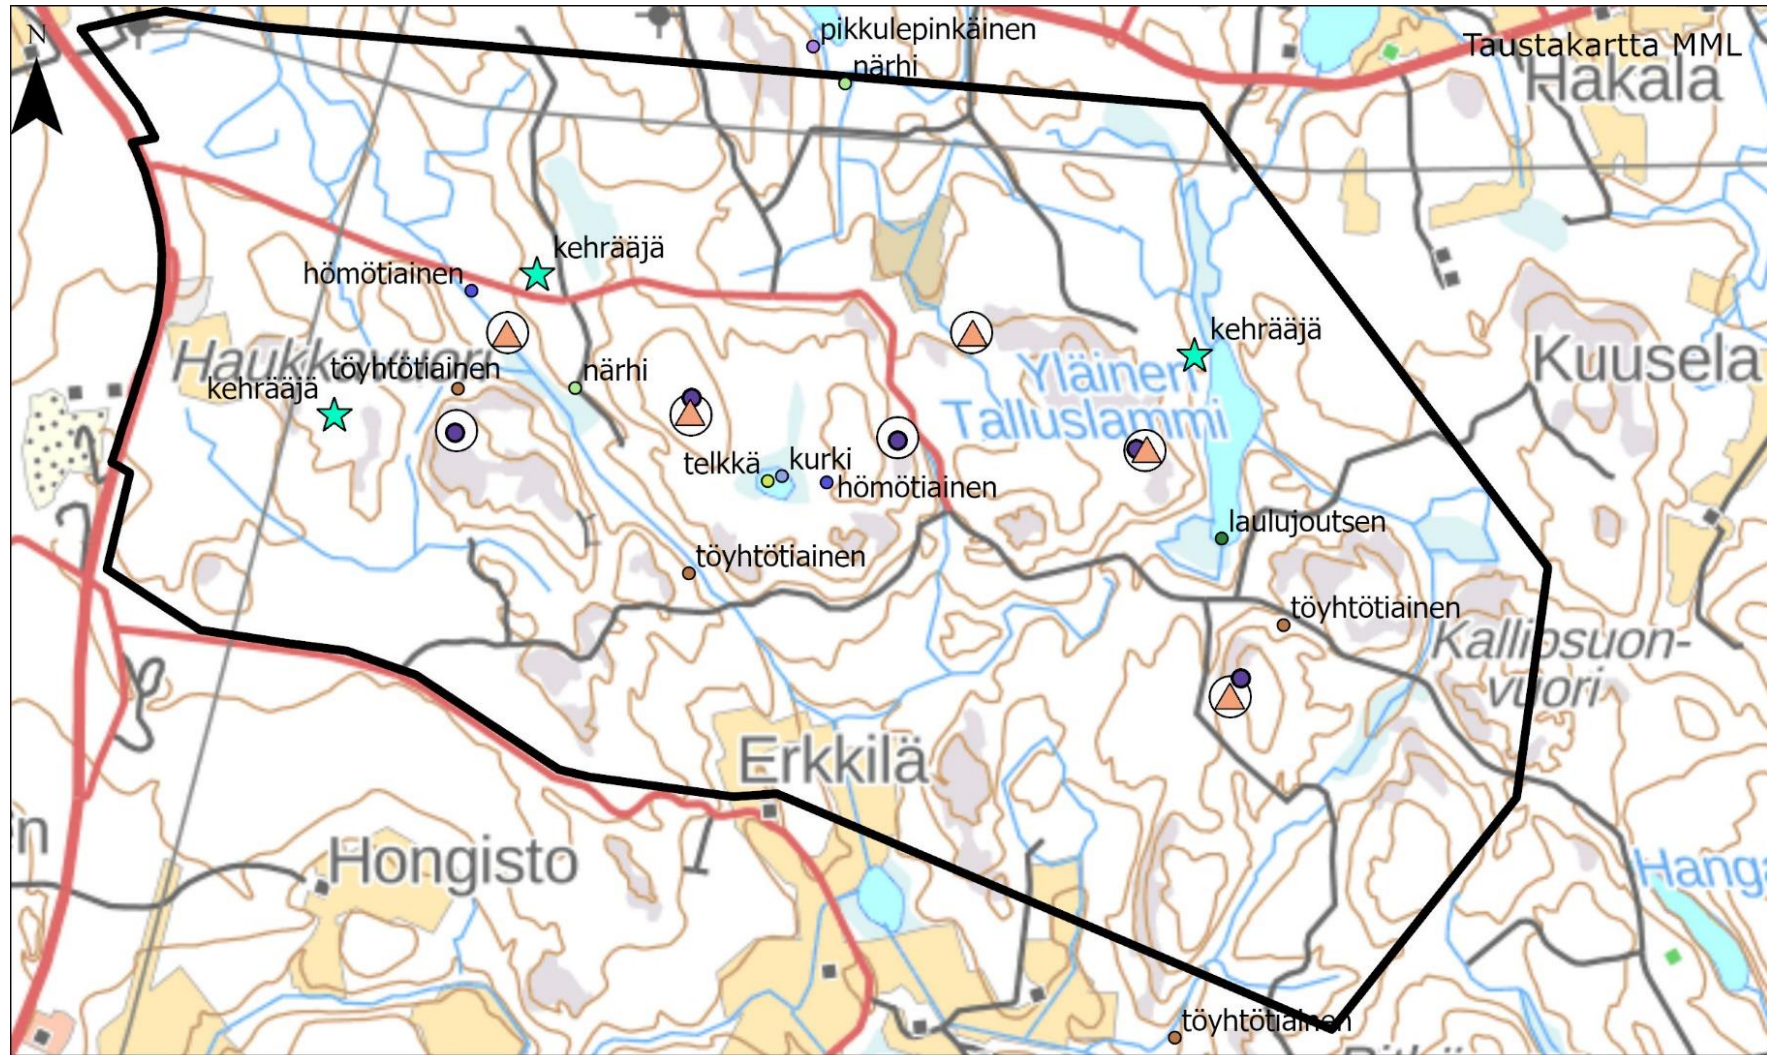 N
pikkulepinkäinen
närhi
Taustakartta MML
Hakala
kehrääjä
hömötiainen
kehrääjä
Haukkavuori
töyhtötiainen
kehrääjä
närhi
Yläinen
Talluslammi
Kuusela
telkkä
kurki
hömötiainen
laulujoutsen
töyhtötiainen
töyhtötiainen
Kalliosuon-
vuori
Erkkilä
Hongisto
töyhtötiainen